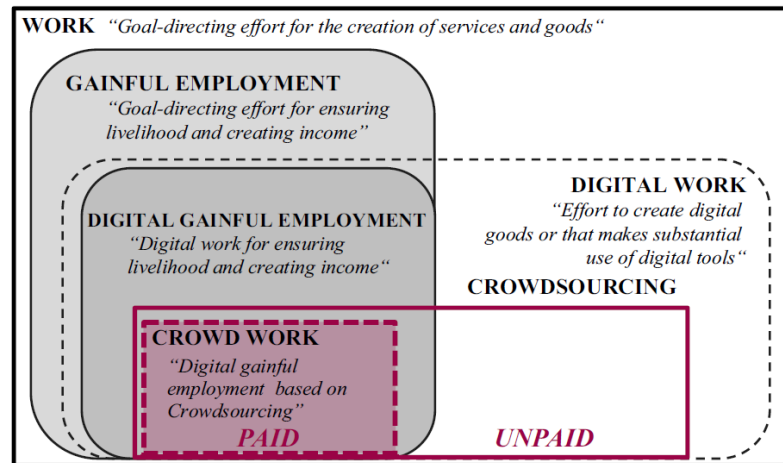 WORK “Goal-directing effort for the creation of services and goods“
GAINFUL EMPLOYMENT
“Goal-directing effort for ensuring
livelihood and creating income”
DIGITAL WORK
“Effort to create digital
goods or that makes substantial
use of digital tools“
DIGITAL GAINFUL EMPLOYMENT
“Digital work for ensuring
livelihood and creating income“
CROWDSOURCING
CROWD WORK
“Digital gainful
employment based on
Crowdsourcing”
PAID
UNPAID